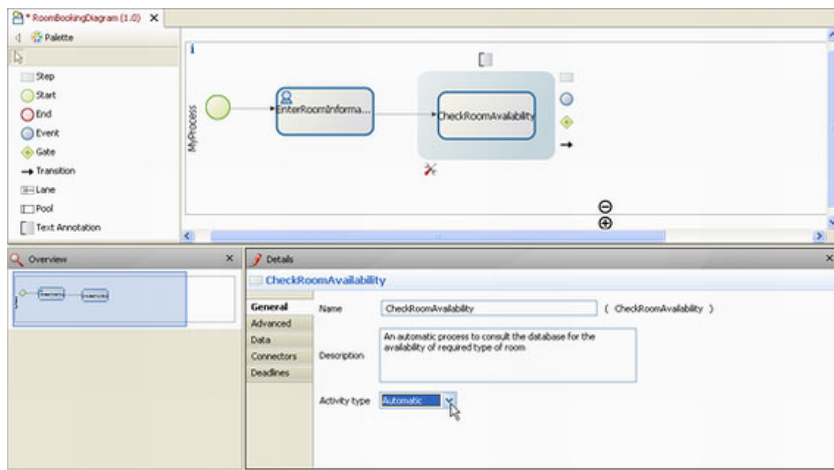 * RoomBookingDiagram (1.0)
Palette
Step
Start
End
Event
Gate
Transition
Lane
Pool
Text Annotation
MyProcess
EnterRoomInforma...
CheckRoomAvailability
Overview
Details
CheckRoomAvailability
General
Advanced
Data
Connectors
Deadlines
Name
CheckRoomAvailability
( CheckRoomAvailability )
Description
An automatic process to consult the database for the
availability of required type of room
Activity type
Automatic